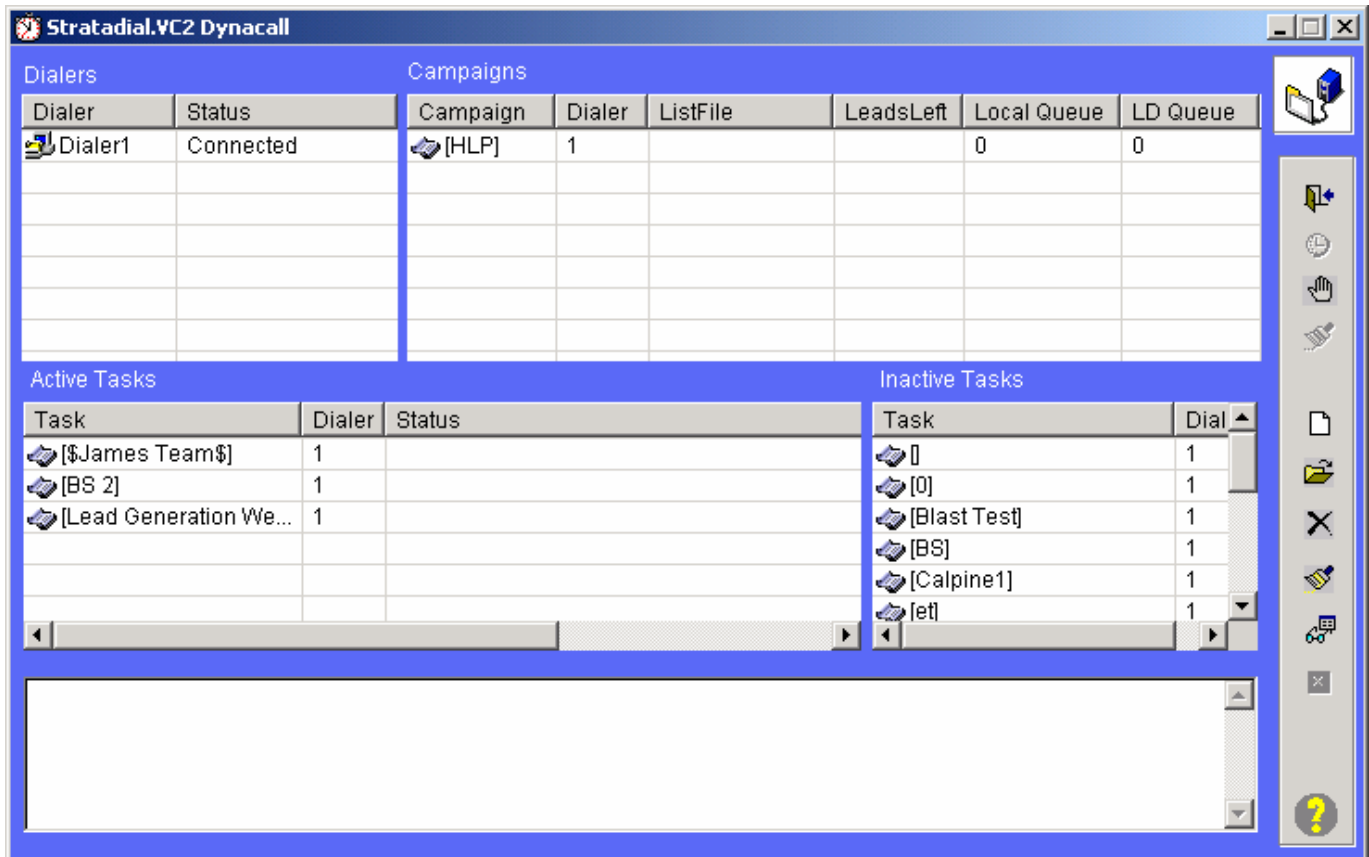 Stratadial.VC2 Dynacall
Dialers
Campaigns
Dialer Status
Campaign Dialer ListFile LeadsLeft Local Queue LD Queue
Dialer1 Connected
[HLP] 1 0 0
Active Tasks
Inactive Tasks
Task Dialer Status
Task Dial
[$James Team$] 1
[BS 2] 1
[Lead Generation We... 1
[] 1
[0] 1
[Blast Test] 1
[BS] 1
[Calpine1] 1
[et] 1